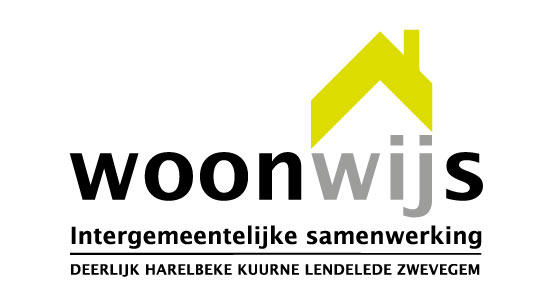 woonwijs
Intergemeentelijke samenwerking
DEERLIJK HARELBEKE KUURNE LENDELEDE ZWEVEGEM